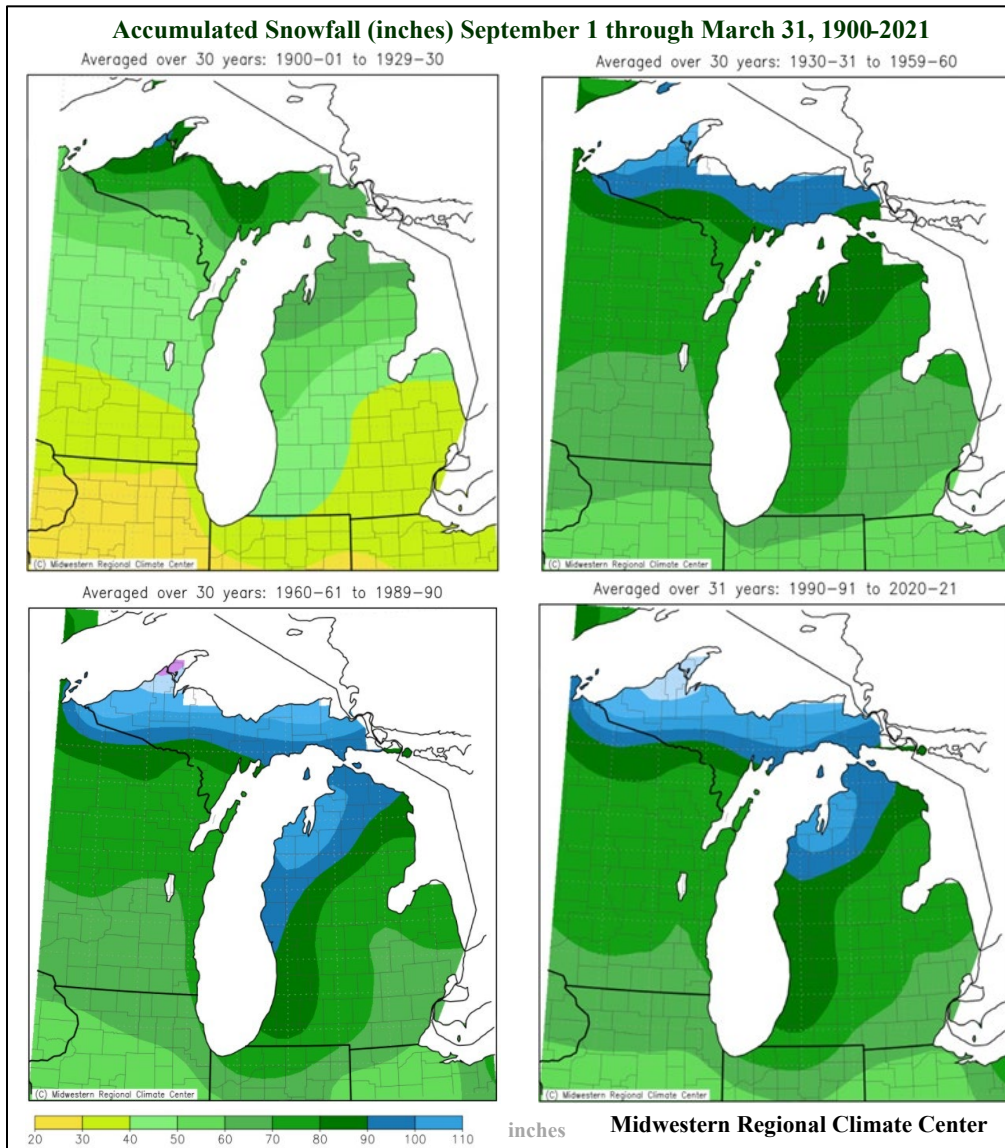 Accumulated Snowfall (inches) September 1 through March 31, 1900-2021
Averaged over 30 years: 1900-01 to 1929-30
Averaged over 30 years: 1930-31 to 1959-60
(C) Midwestern Regional Climate Center
(C) Midwestern Regional Climate Center
Averaged over 30 years: 1960-61 to 1989-90
Averaged over 31 years: 1990-91 to 2020-21
(C) Midwestern Regional Climate Center
(C) Midwestern Regional Climate Center
20 30 40 50 60 70 80 90 100 110
inches
Midwestern Regional Climate Center